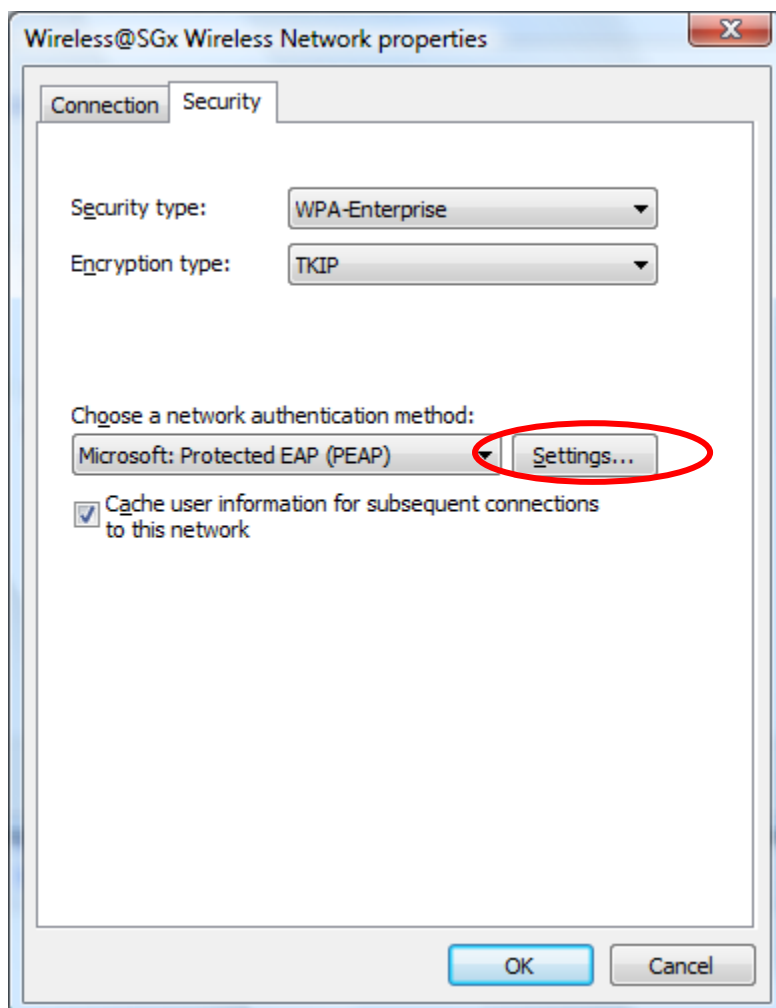 Wireless@SGx Wireless Network properties
Connection Security
Security type: WPA-Enterprise
Encryption type: TKIP
Choose a network authentication method:
Microsoft: Protected EAP (PEAP) Settings...
Cache user information for subsequent connections
to this network
OK Cancel